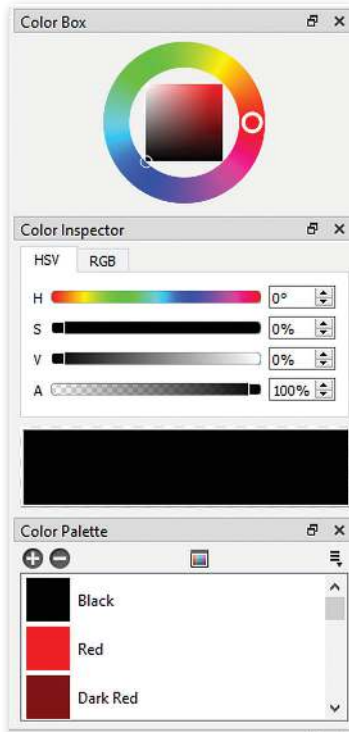 Color Box
Color Inspector
HSV RGB
H 0°
S 0%
V 0%
A 100%
Color Palette
Black
Red
Dark Red